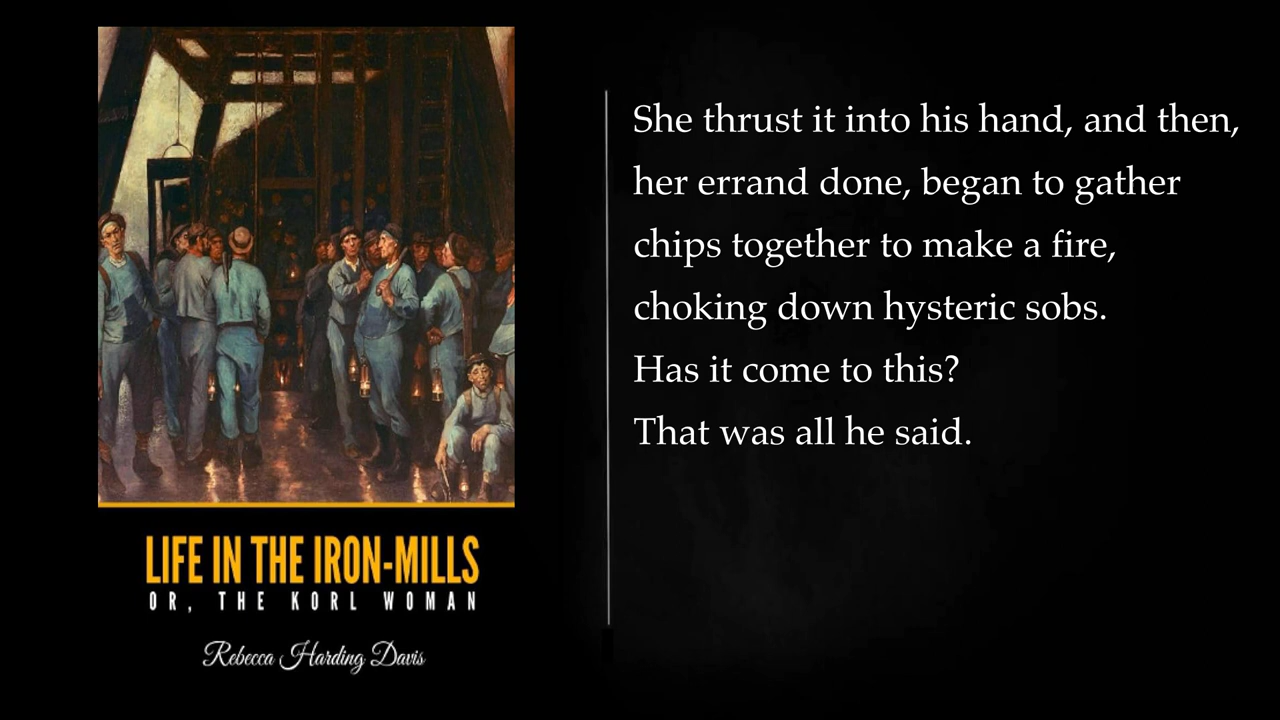 LIFE IN THE IRON-MILLS
OR, THE KORL WOMAN
Rebecca Harding Davis
She thrust it into his hand, and then,
her errand done, began to gather
chips together to make a fire,
choking down hysteric sobs.
Has it come to this?
That was all he said.